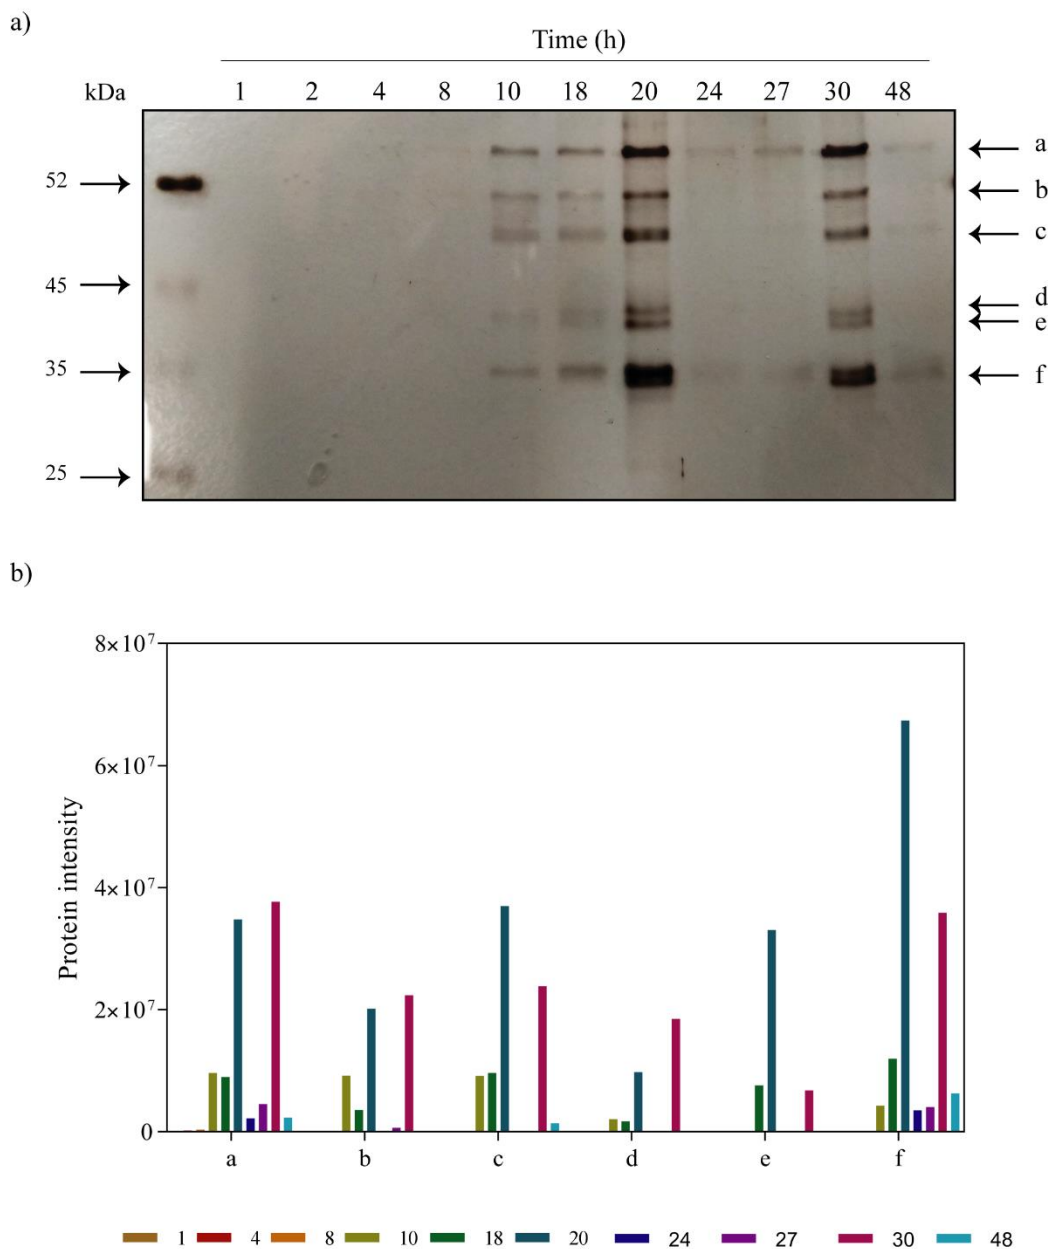 a)
Time (h)
kDa 1 2 4 8 10 18 20 24 27 30 48
a
52
b
c
45
d
e
35
f
25
b)
8×10⁷
6×10⁷
4×10⁷
2×10⁷
0
Protein intensity
a b c d e f
1 4 8 10 18 20 24 27 30 48